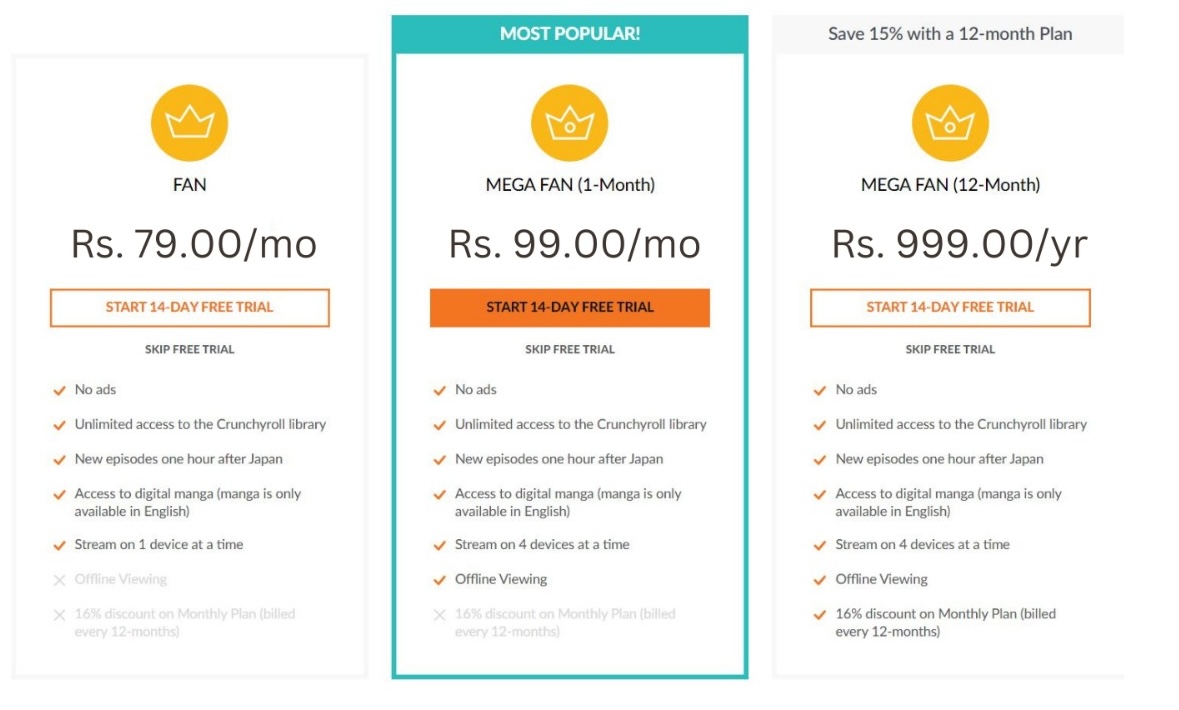 FAN
Rs. 79.00/mo
START 14-DAY FREE TRIAL
SKIP FREE TRIAL
No ads
Unlimited access to the Crunchyroll library
New episodes one hour after Japan
Access to digital manga (manga is only
available in English)
Stream on 1 device at a time
Offline Viewing
16% discount on Monthly Plan (billed
every 12-months)
MOST POPULAR!
MEGA FAN (1-Month)
Rs. 99.00/mo
START 14-DAY FREE TRIAL
SKIP FREE TRIAL
No ads
Unlimited access to the Crunchyroll library
New episodes one hour after Japan
Access to digital manga (manga is only
available in English)
Stream on 4 devices at a time
Offline Viewing
16% discount on Monthly Plan (billed
every 12-months)
Save 15% with a 12-month Plan
MEGA FAN (12-Month)
Rs. 999.00/yr
START 14-DAY FREE TRIAL
SKIP FREE TRIAL
No ads
Unlimited access to the Crunchyroll library
New episodes one hour after Japan
Access to digital manga (manga is only
available in English)
Stream on 4 devices at a time
Offline Viewing
16% discount on Monthly Plan (billed
every 12-months)